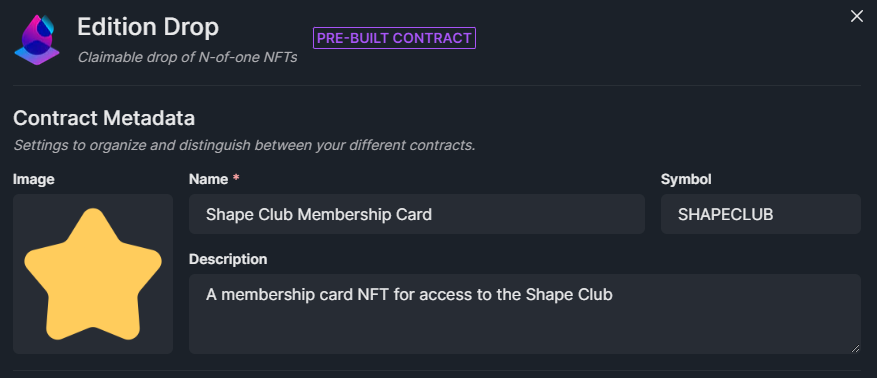 Edition Drop
PRE-BUILT CONTRACT
Claimable drop of N-of-one NFTs
Contract Metadata
Settings to organize and distinguish between your different contracts.
Image
Name *
Symbol
Shape Club Membership Card
SHAPECLUB
Description
A membership card NFT for access to the Shape Club